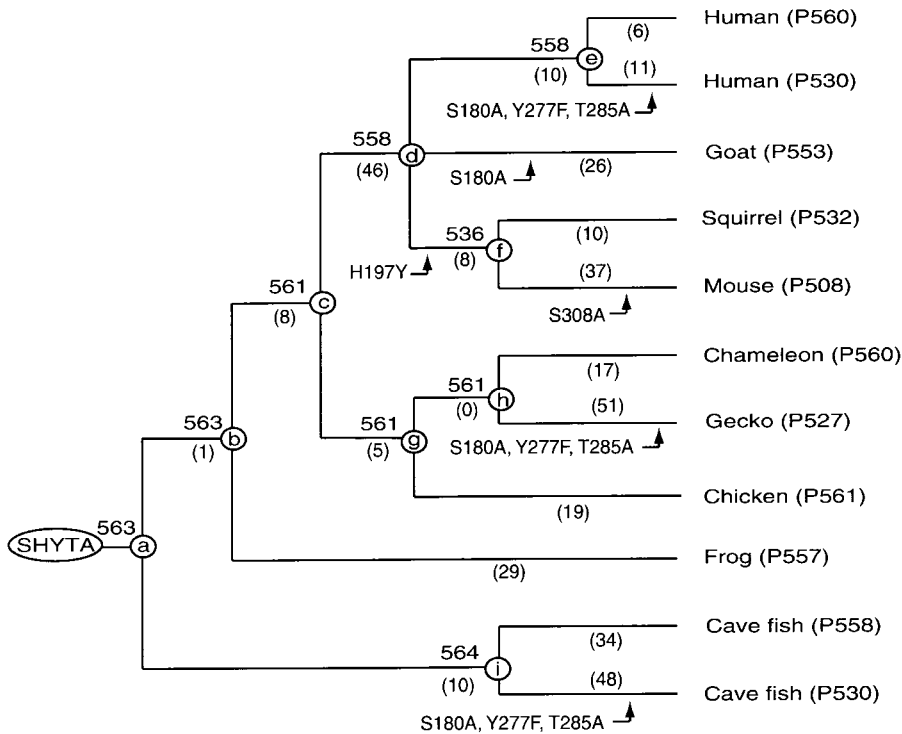 Human (P560)
(6)
558
e
(10)
(11)
Human (P530)
S180A, Y277F, T285A
558
d
(46)
Goat (P553)
S180A
(26)
Squirrel (P532)
(10)
536
f
(8)
H197Y
(37)
Mouse (P508)
S308A
561
c
(8)
Chameleon (P560)
(17)
561
h
(0)
(51)
Gecko (P527)
S180A, Y277F, T285A
563
b
(1)
561
g
(5)
Chicken (P561)
(19)
563
SHYTA
a
Frog (P557)
(29)
Cave fish (P558)
(34)
564
i
(10)
(48)
Cave fish (P530)
S180A, Y277F, T285A